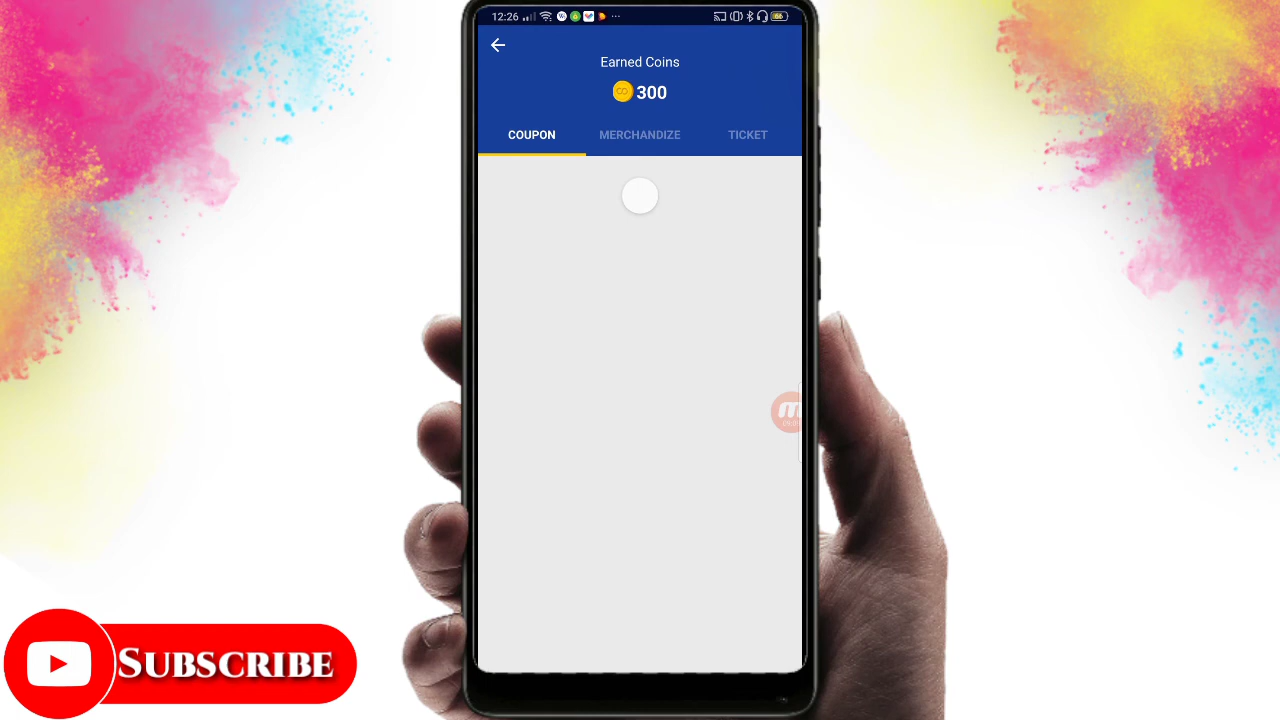 12:26
Earned Coins
300
COUPON
MERCHANDIZE
TICKET
SUBSCRIBE